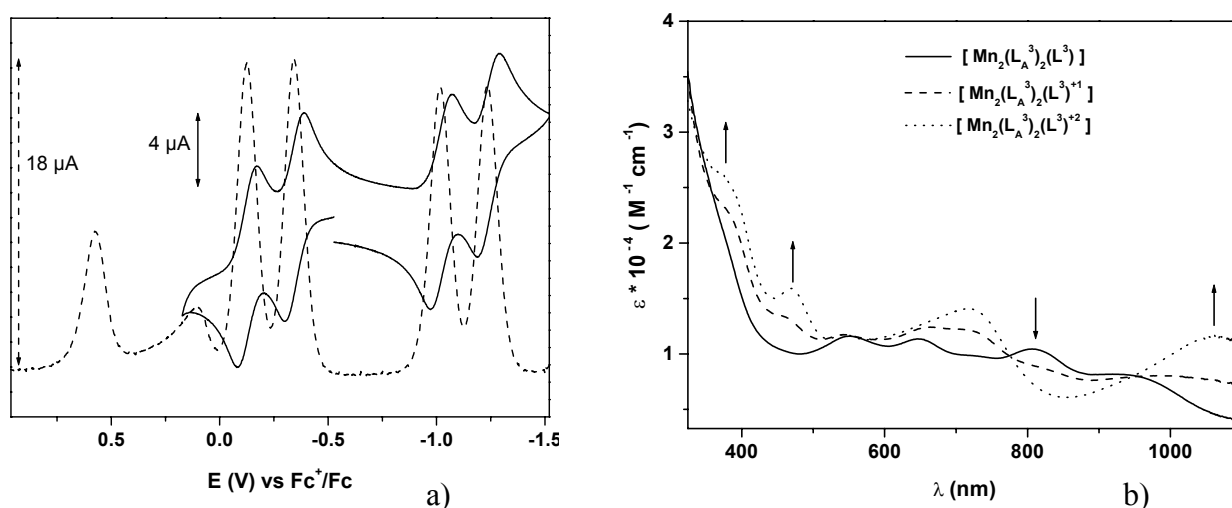 18 µA
4 µA
0.5 0.0 -0.5 -1.0 -1.5
E (V) vs Fc⁺/Fc
a)
4
3
2
1
ε * 10⁻⁴ ( M⁻¹ cm⁻¹)
[ Mn₂(L_A³)₂(L³) ]
[ Mn₂(L_A³)₂(L³)⁺¹]
[ Mn₂(L_A³)₂(L³)⁺²]
400 600 800 1000
λ (nm)
b)